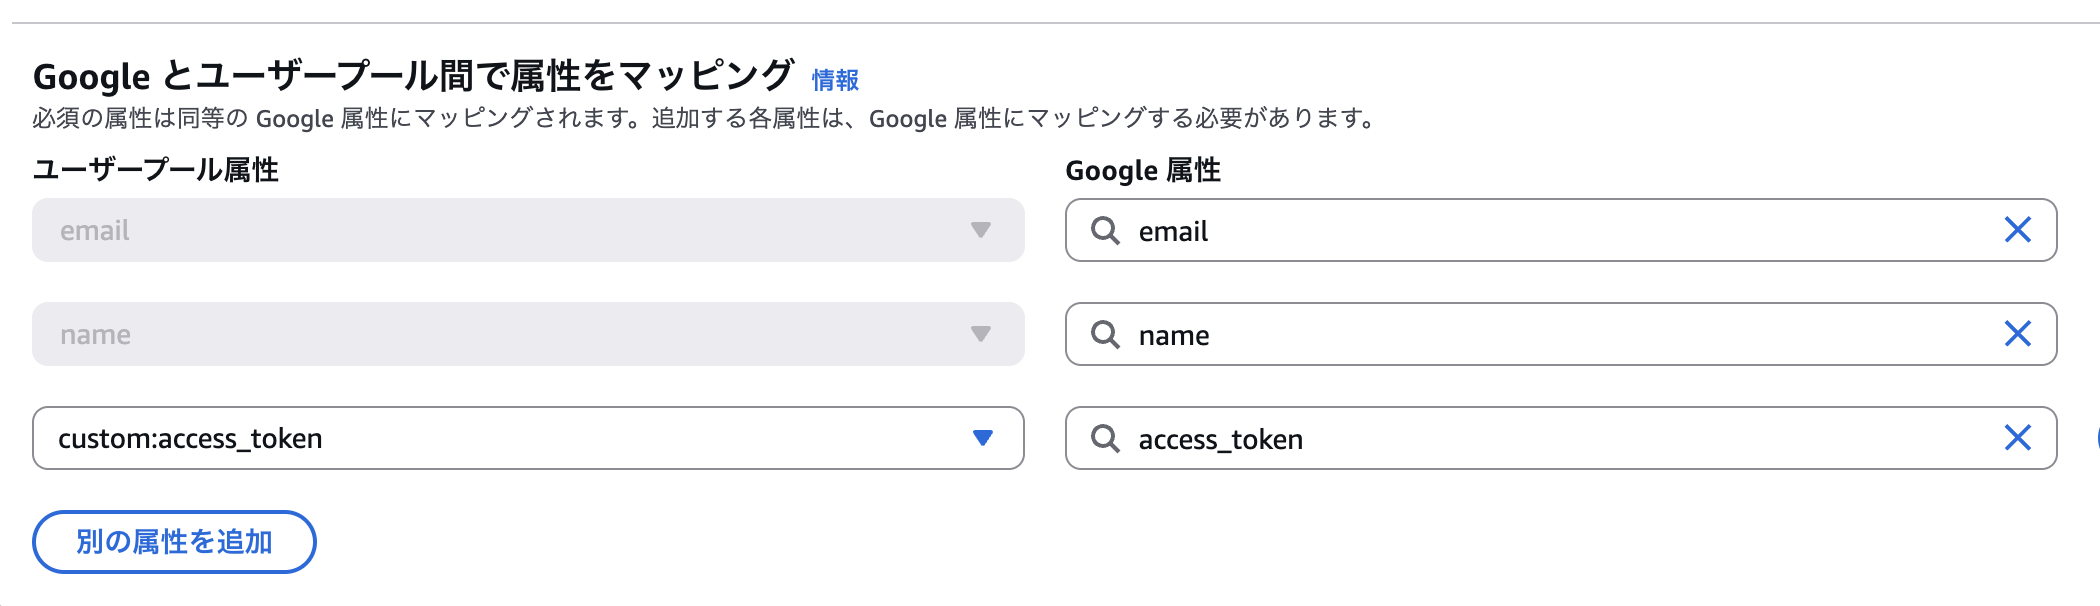 Google とユーザープール間で属性をマッピング 情報
必須の属性は同等の Google 属性にマッピングされます。追加する各属性は、Google 属性にマッピングする必要があります。
ユーザープール属性 Google 属性
email email
name name
custom:access_token access_token
別の属性を追加